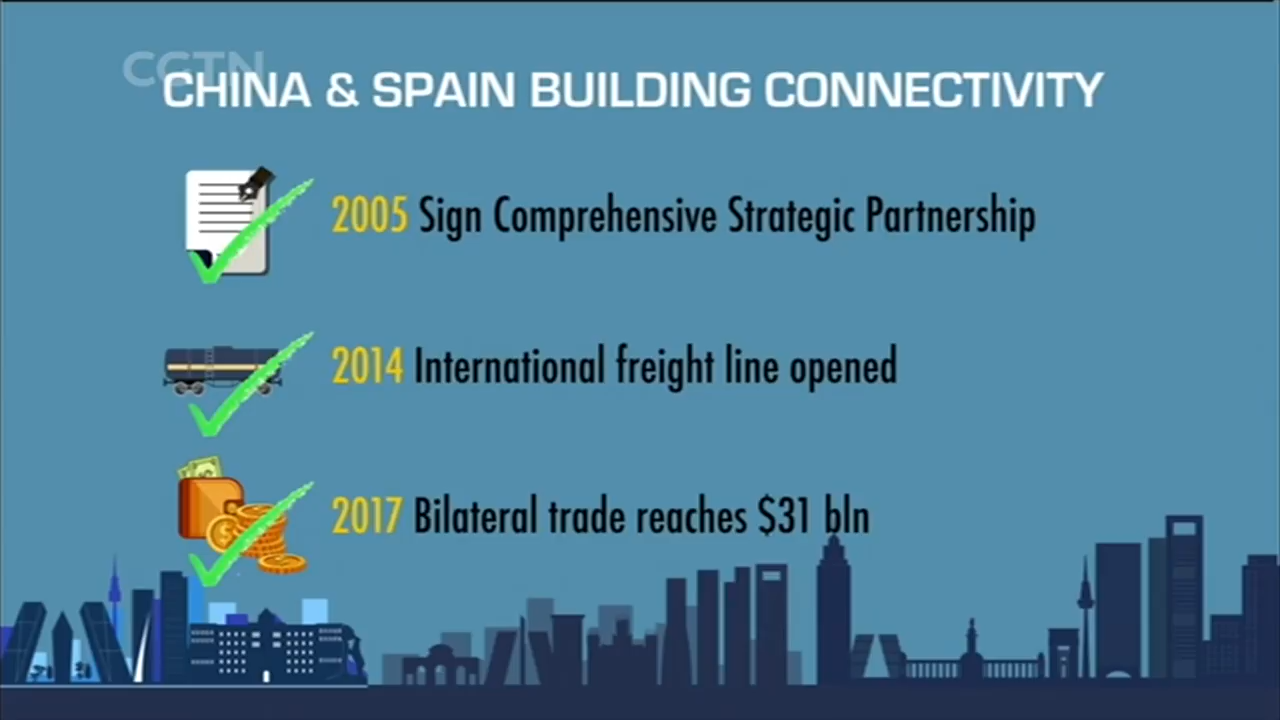 CGTN
CHINA & SPAIN BUILDING CONNECTIVITY
2005 Sign Comprehensive Strategic Partnership
2014 International freight line opened
2017 Bilateral trade reaches $31 bln